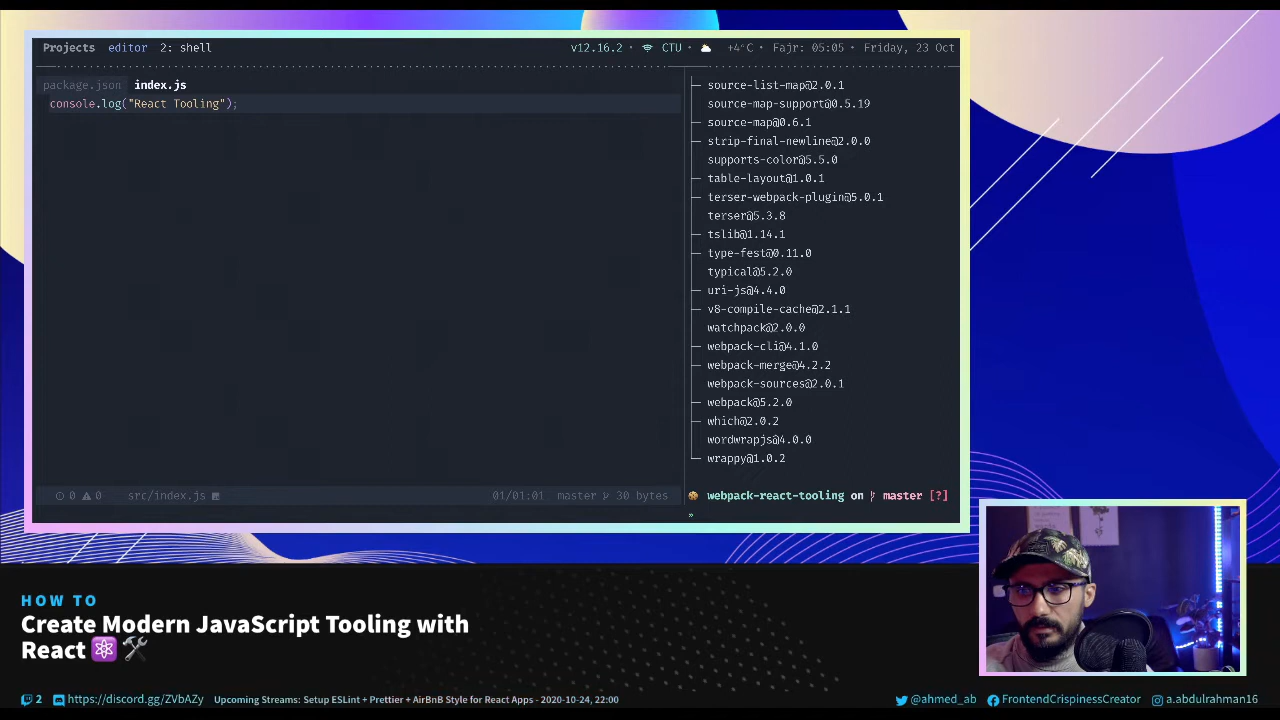 Projects editor 2: shell
v12.16.2 · CTU · +4°C · Fajr: 05:05 · Friday, 23 Oct
package.json index.js
console.log("React Tooling");
source-list-map@2.0.1
source-map-support@0.5.19
source-map@0.6.1
strip-final-newline@2.0.0
supports-color@5.5.0
table-layout@1.0.1
terser-webpack-plugin@5.0.1
terser@5.3.8
tslib@1.14.1
type-fest@0.11.0
typical@5.2.0
uri-js@4.4.0
v8-compile-cache@2.1.1
watchpack@2.0.0
webpack-cli@4.1.0
webpack-merge@4.2.2
webpack-sources@2.0.1
webpack@5.2.0
which@2.0.2
wordwrapjs@4.0.0
wrappy@1.0.2
0 0 src/index.js 01/01:01 master 30 bytes
webpack-react-tooling on master [?]
»
HOW TO
Create Modern JavaScript Tooling with
React
2 https://discord.gg/ZVbAZy Upcoming Streams: Setup ESLint + Prettier + AirBnB Style for React Apps - 2020-10-24, 22:00
@ahmed_ab FrontendCrispinessCreator a.abdulrahman16